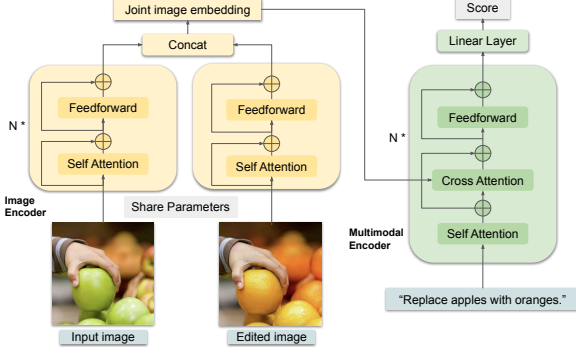 Joint image embedding
Score
Concat
Linear Layer
N *
Feedforward
Feedforward
Feedforward
N *
Self Attention
Self Attention
Cross Attention
Image
Encoder
Share Parameters
Multimodal
Encoder
Self Attention
“Replace apples with oranges.”
Input image
Edited image